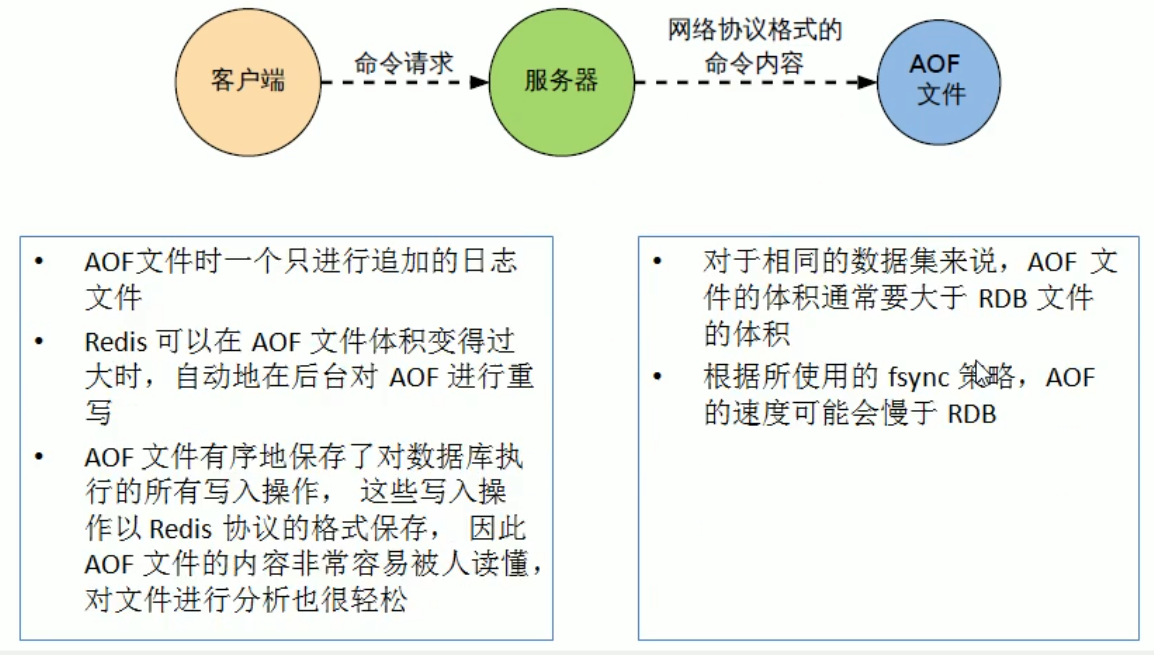 客户端
命令请求
服务器
网络协议格式的
命令内容
AOF
文件
• AOF文件时一个只进行追加的日志
文件
• Redis 可以在 AOF 文件体积变得过
大时，自动地在后台对 AOF 进行重
写
• AOF 文件有序地保存了对数据库执
行的所有写入操作， 这些写入操
作以 Redis 协议的格式保存， 因此
AOF 文件的内容非常容易被人读懂，
对文件进行分析也很轻松
• 对于相同的数据集来说，AOF 文
件的体积通常要大于 RDB 文件
的体积
• 根据所使用的 fsync 策略，AOF
的速度可能会慢于 RDB